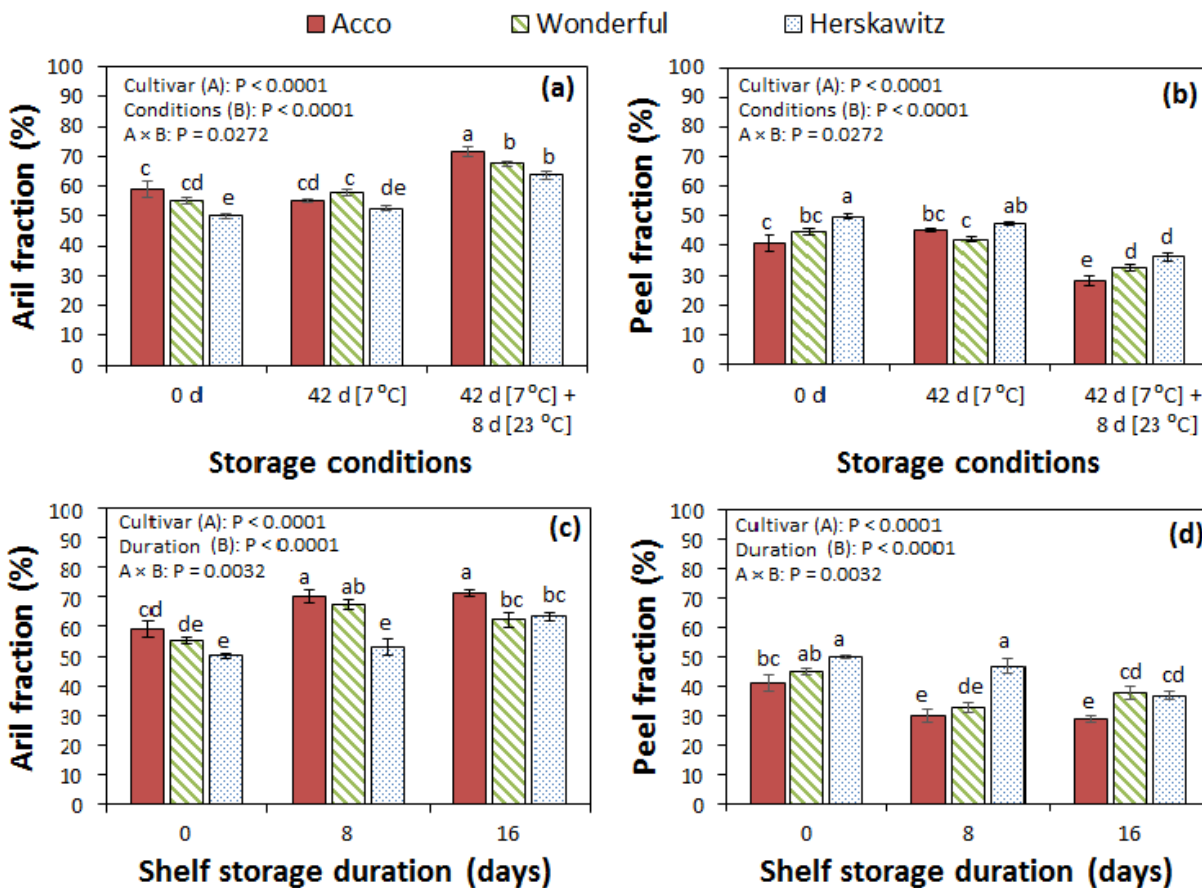 Acco Wonderful Herskawitz
Aril fraction (%)
100
90
80
70
60
50
40
30
20
10
0
Cultivar (A): P < 0.0001
Conditions (B): P < 0.0001
A × B: P = 0.0272
(a)
c cd e cd c de a b b
0 d 42 d [7 °C] 42 d [7 °C] +
8 d [23 °C]
Storage conditions
Peel fraction (%)
100
90
80
70
60
50
40
30
20
10
0
Cultivar (A): P < 0.0001
Conditions (B): P < 0.0001
A × B: P = 0.0272
(b)
c bc a bc c ab e d d
0 d 42 d [7 °C] 42 d [7 °C] +
8 d [23 °C]
Storage conditions
Aril fraction (%)
100
90
80
70
60
50
40
30
20
10
0
Cultivar (A): P < 0.0001
Duration (B): P < 0.0001
A × B: P = 0.0032
(c)
cd de e a ab e a bc bc
0 8 16
Shelf storage duration (days)
Peel fraction (%)
100
90
80
70
60
50
40
30
20
10
0
Cultivar (A): P < 0.0001
Duration (B): P < 0.0001
A × B: P = 0.0032
(d)
bc ab a e de a e cd cd
0 8 16
Shelf storage duration (days)